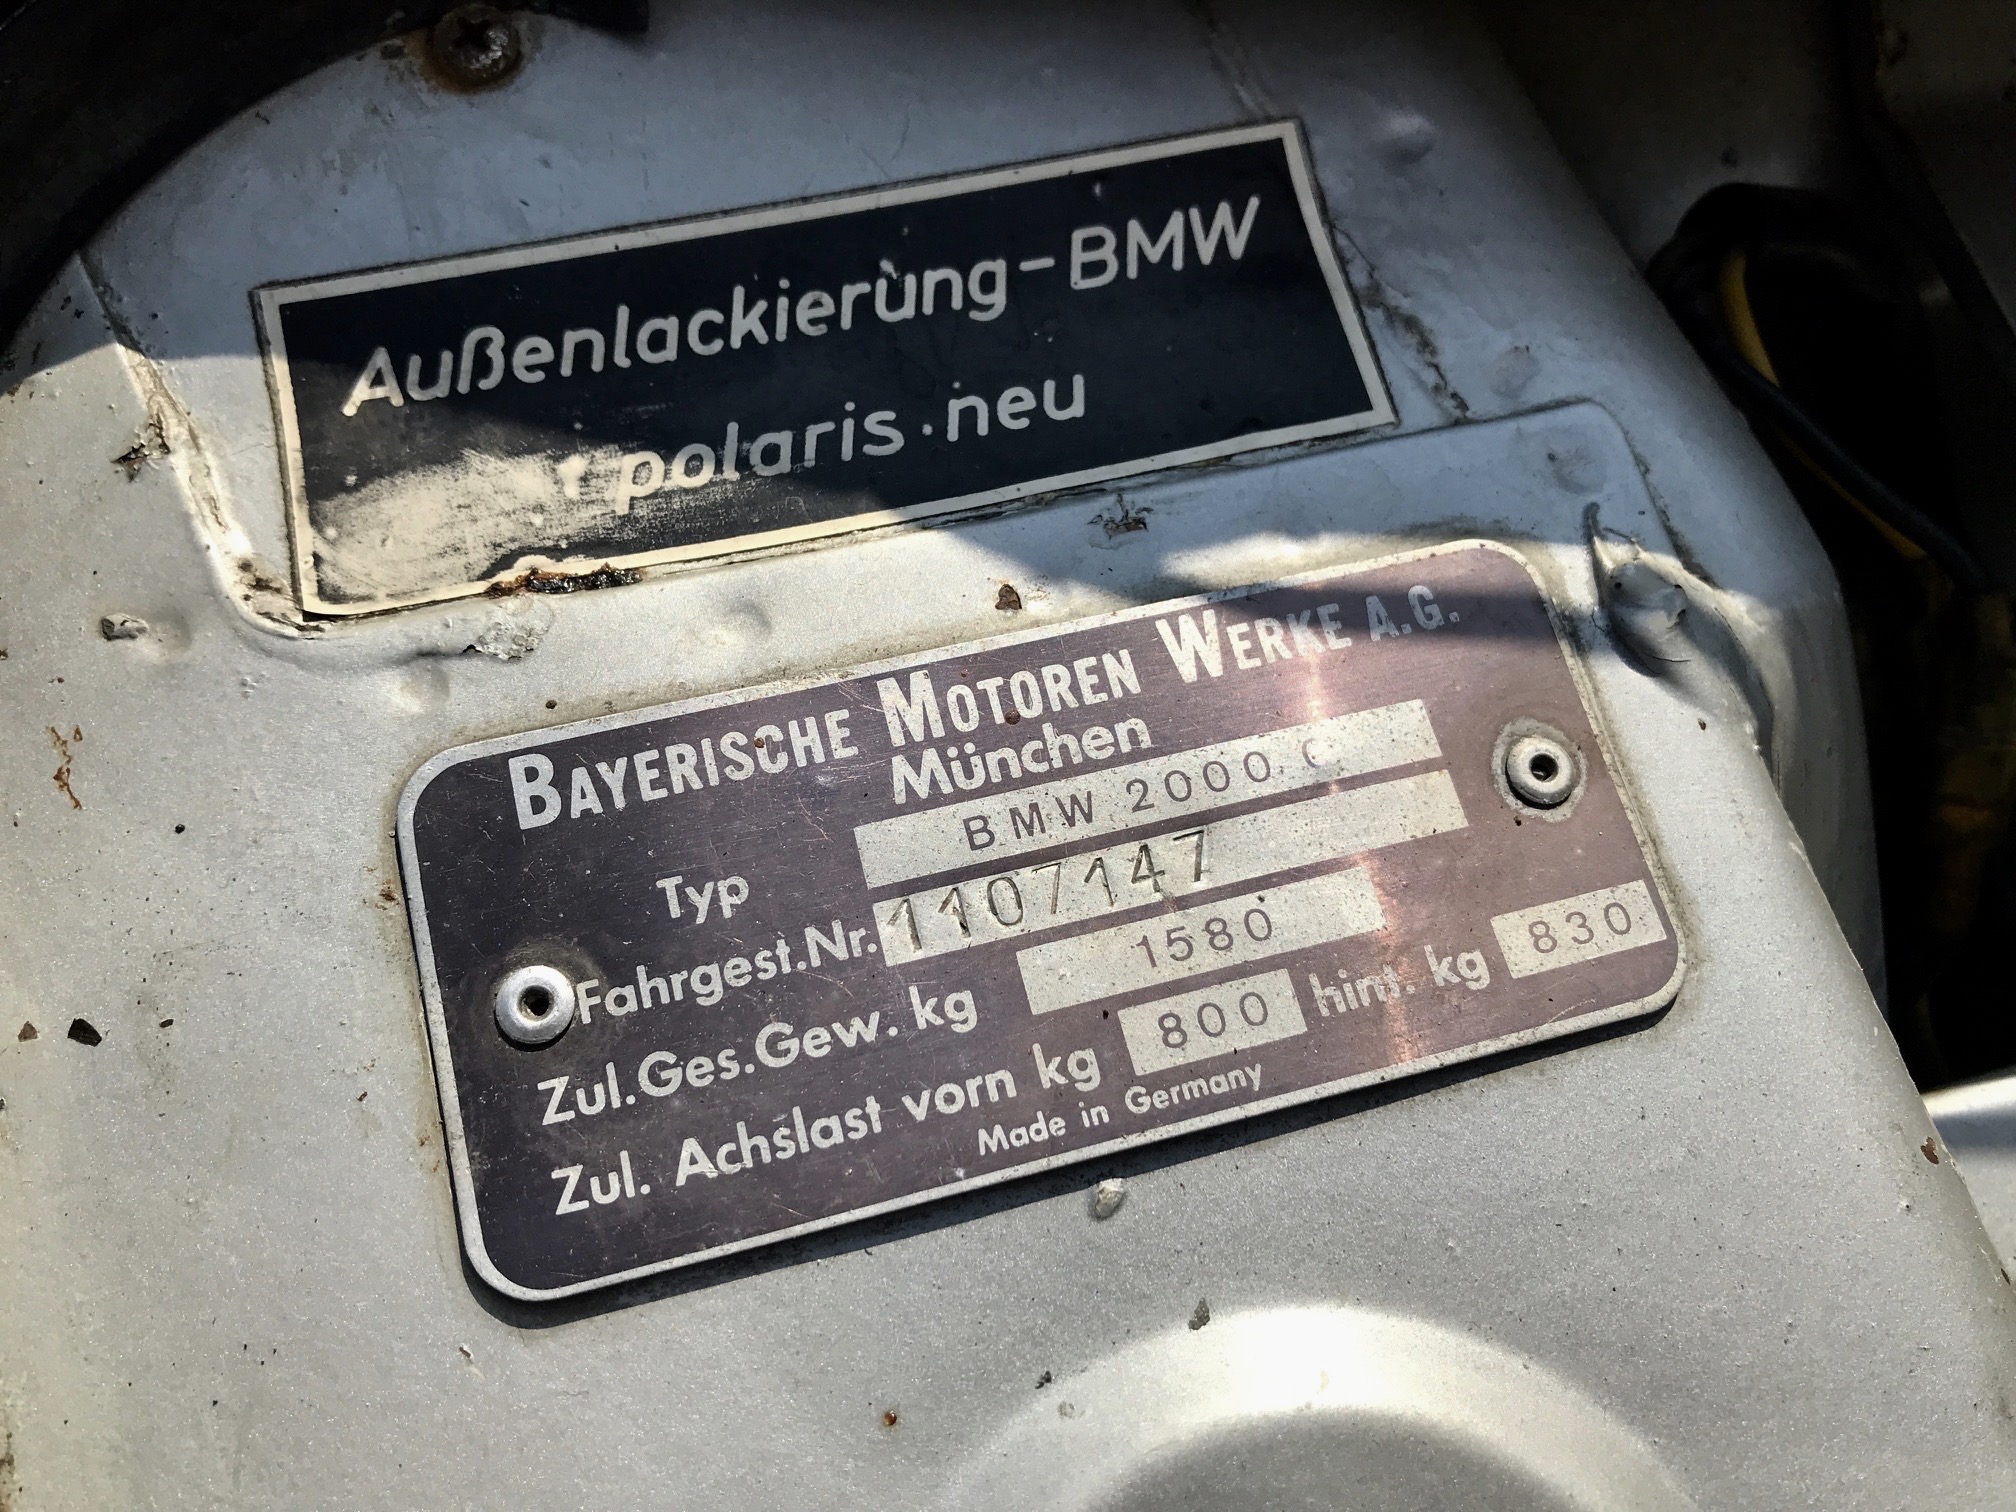 Außenlackierung-BMW
polaris.neu
BAYERISCHE MOTOREN WERKE A.G.
München
Typ BMW 2000 C
Fahrgest.Nr. 1107147
Zul.Ges.Gew. kg 1580
Zul. Achslast vorn kg 800 hint. kg 830
Made in Germany